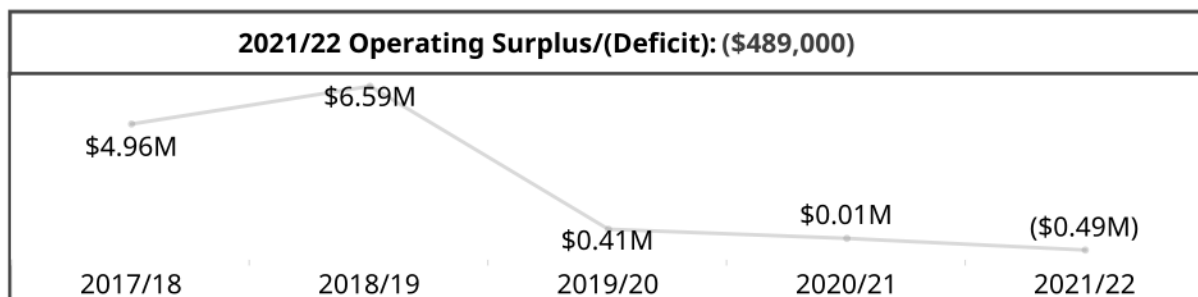 2021/22 Operating Surplus/(Deficit): ($489,000)
$6.59M
$4.96M
$0.01M
($0.49M)
$0.41M
2017/18 2018/19 2019/20 2020/21 2021/22